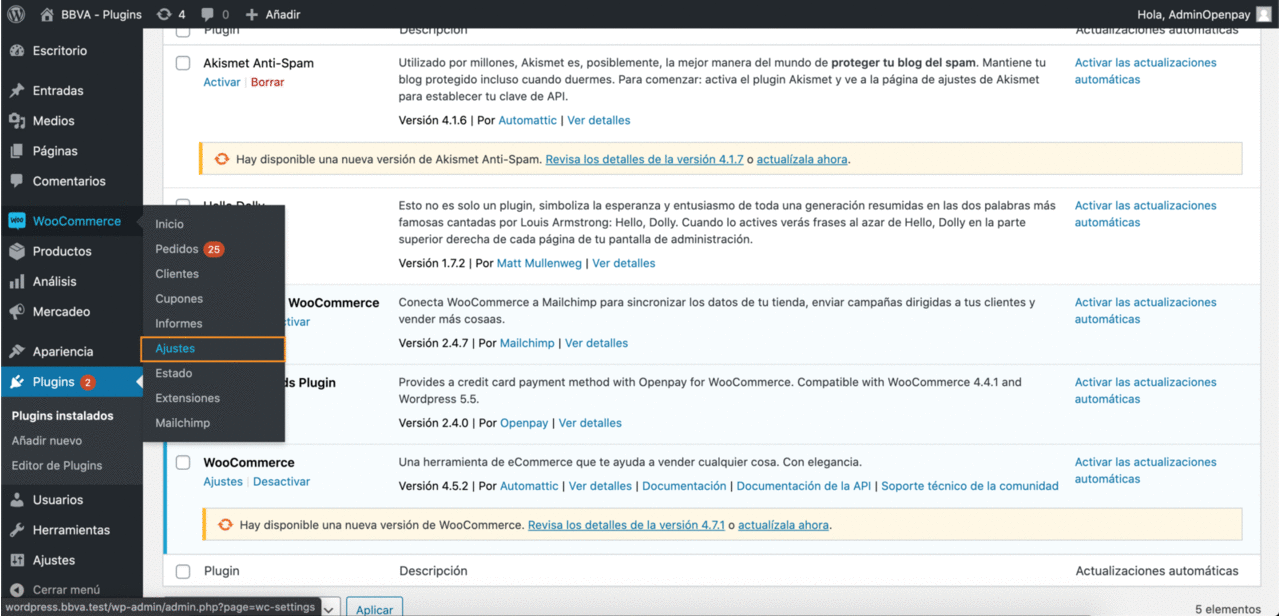 BBVA - Plugins 4 0 Añadir Hola, AdminOpenpay
Escritorio
Entradas
Medios
Páginas
Comentarios
WooCommerce
Productos
Análisis
Mercadeo
Apariencia
Plugins 2
Plugins instalados
Añadir nuevo
Editor de Plugins
Usuarios
Herramientas
Ajustes
Cerrar menú
Inicio
Pedidos 25
Clientes
Cupones
Informes
Ajustes
Estado
Extensiones
Mailchimp
Plugin Descripción Actualizaciones automáticas
Akismet Anti-Spam
Activar | Borrar
Utilizado por millones, Akismet es, posiblemente, la mejor manera del mundo de proteger tu blog del spam. Mantiene tu
blog protegido incluso cuando duermes. Para comenzar: activa el plugin Akismet y ve a la página de ajustes de Akismet
para establecer tu clave de API.
Versión 4.1.6 | Por Automattic | Ver detalles
Activar las actualizaciones
automáticas
Hay disponible una nueva versión de Akismet Anti-Spam. Revisa los detalles de la versión 4.1.7 o actualízala ahora.
Hello Dolly
Esto no es solo un plugin, simboliza la esperanza y entusiasmo de toda una generación resumidas en las dos palabras más
famosas cantadas por Louis Armstrong: Hello, Dolly. Cuando lo actives verás frases al azar de Hello, Dolly en la parte
superior derecha de cada página de tu pantalla de administración.
Versión 1.7.2 | Por Matt Mullenweg | Ver detalles
Activar las actualizaciones
automáticas
WooCommerce
ctivar
Conecta WooCommerce a Mailchimp para sincronizar los datos de tu tienda, enviar campañas dirigidas a tus clientes y
vender más cosaas.
Versión 2.4.7 | Por Mailchimp | Ver detalles
Activar las actualizaciones
automáticas
ds Plugin
Provides a credit card payment method with Openpay for WooCommerce. Compatible with WooCommerce 4.4.1 and
Wordpress 5.5.
Versión 2.4.0 | Por Openpay | Ver detalles
Activar las actualizaciones
automáticas
WooCommerce
Ajustes | Desactivar
Una herramienta de eCommerce que te ayuda a vender cualquier cosa. Con elegancia.
Versión 4.5.2 | Por Automattic | Ver detalles | Documentación | Documentación de la API | Soporte técnico de la comunidad
Activar las actualizaciones
automáticas
Hay disponible una nueva versión de WooCommerce. Revisa los detalles de la versión 4.7.1 o actualízala ahora.
Plugin Descripción Actualizaciones automáticas
wordpress.bbva.test/wp-admin/admin.php?page=wc-settings
Aplicar
5 elementos